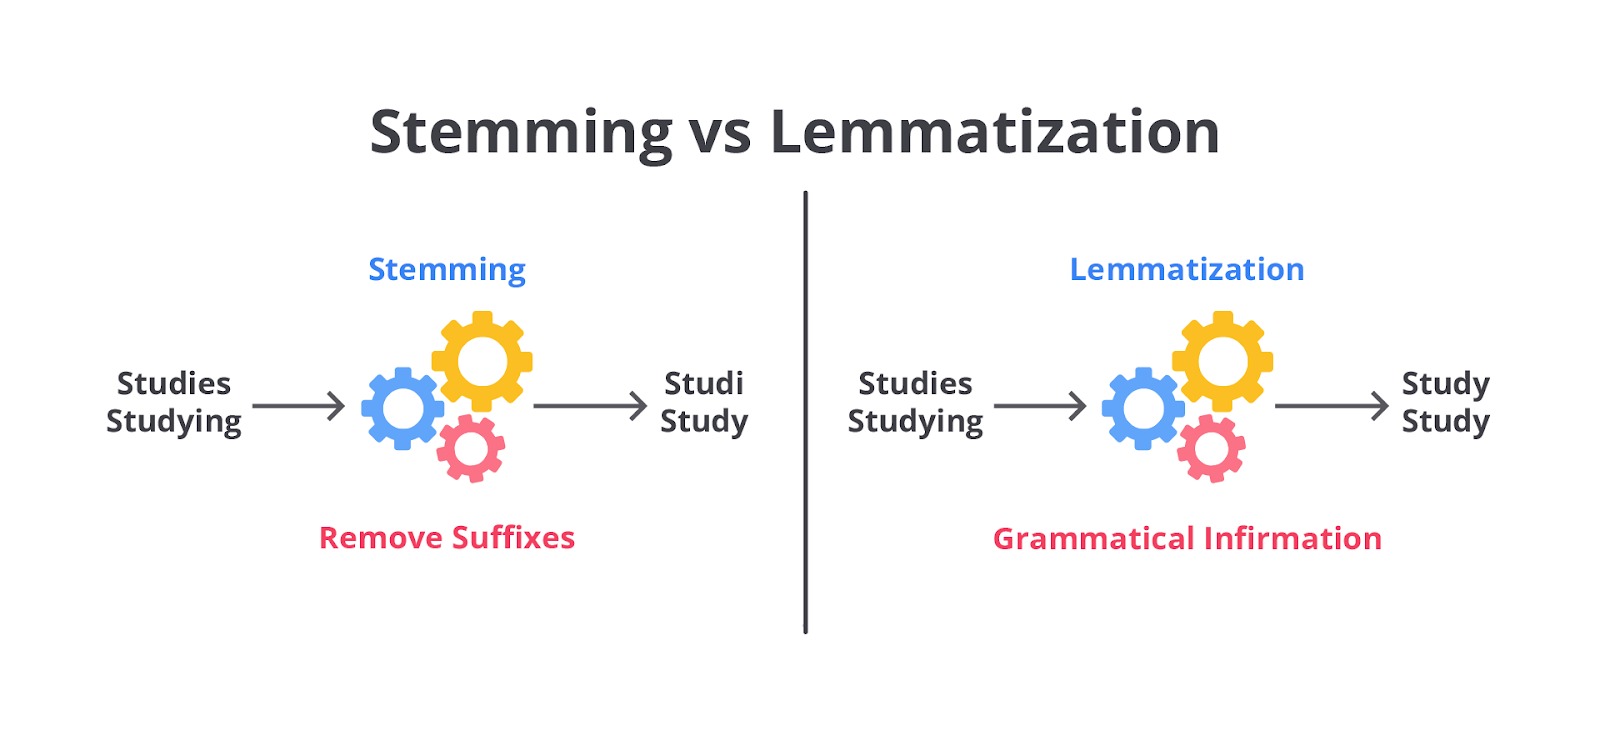 Stemming vs Lemmatization
Stemming
Studies
Studying
Studi
Study
Remove Suffixes
Lemmatization
Studies
Studying
Study
Study
Grammatical Infirmation